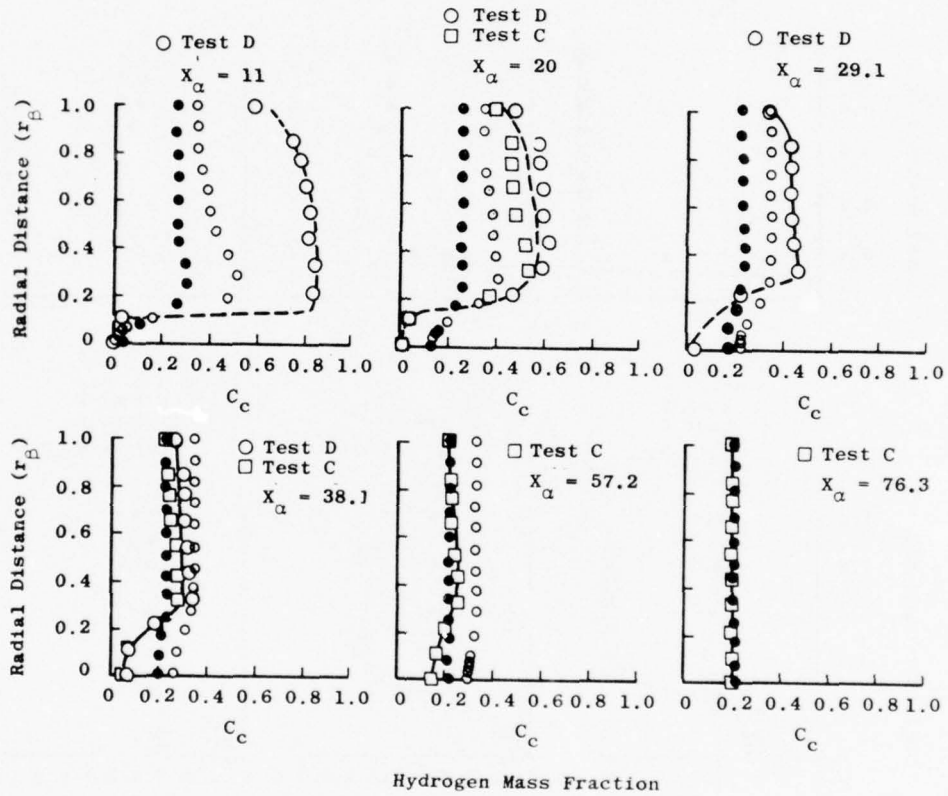 Test D
X_α = 11
Test D
Test C
X_α = 20
Test D
X_α = 29.1
Radial Distance (r_β)
1.0
0.8
0.6
0.4
0.2
0
0 0.2 0.4 0.6 0.8 1.0
C_c
0 0.2 0.4 0.6 0.8 1.0
C_c
0 0.2 0.4 0.6 0.8 1.0
C_c
Test D
Test C
X_α = 38.1
Test C
X_α = 57.2
Test C
X_α = 76.3
Radial Distance (r_β)
1.0
0.8
0.6
0.4
0.2
0
0 0.2 0.4 0.6 0.8 1.0
C_c
0 0.2 0.4 0.6 0.8 1.0
C_c
0 0.2 0.4 0.6 0.8 1.0
C_c
Hydrogen Mass Fraction